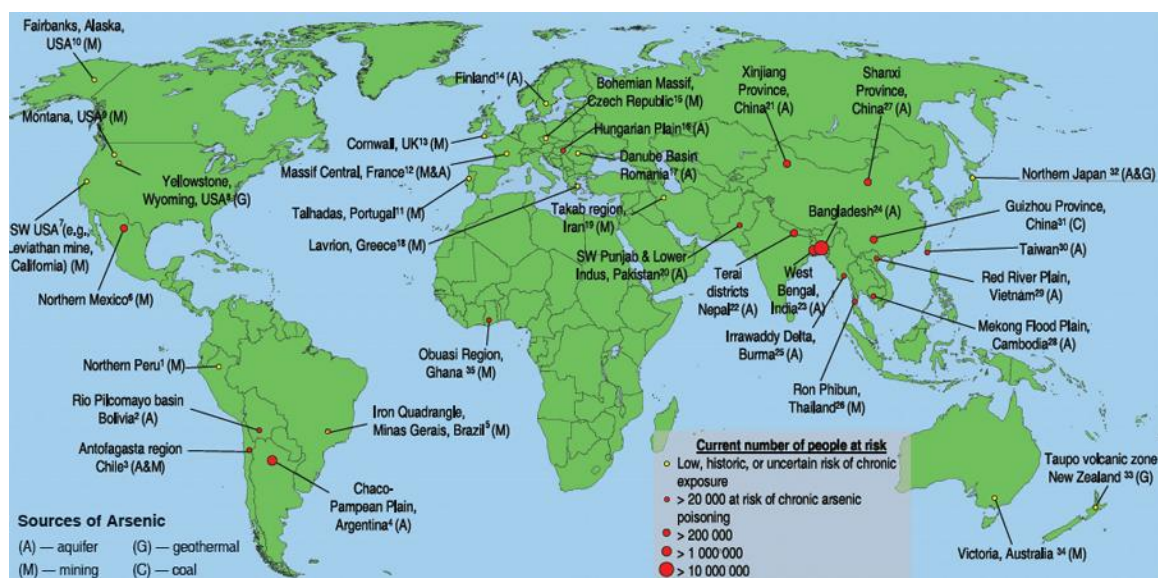 Fairbanks, Alaska,
USA¹⁰ (M)
Montana, USA⁹ (M)
Yellowstone,
Wyoming, USA⁸(G)
SW USA⁷(e.g.,
Leviathan mine,
California) (M)
Northern Mexico⁶ (M)
Northern Peru¹ (M)
Rio Pilcomayo basin
Bolivia² (A)
Antofagasta region
Chile³ (A&M)
Chaco-
Pampean Plain,
Argentina⁴ (A)
Iron Quadrangle,
Minas Gerais, Brazil⁵ (M)
Obuasi Region,
Ghana ³⁵ (M)
Finland¹⁴ (A)
Bohemian Massif,
Czech Republic¹⁵ (M)
Cornwall, UK¹³ (M)
Hungarian Plain¹⁶ (A)
Massif Central, France¹² (M&A)
Danube Basin
Romania¹⁷ (A)
Talhadas, Portugal¹¹ (M)
Takab region,
Iran¹⁹ (M)
Lavrion, Greece¹⁸ (M)
SW Punjab & Lower
Indus, Pakistan²⁰ (A)
Xinjiang
Province,
China²¹ (A)
Shanxi
Province,
China²⁷ (A)
Bangladesh²⁴ (A)
Terai
districts
Nepal²² (A)
West
Bengal,
India²³ (A)
Irrawaddy Delta,
Burma²⁵ (A)
Ron Phibun,
Thailand²⁶ (M)
Northern Japan ³² (A&G)
Guizhou Province,
China³¹ (C)
Taiwan³⁰ (A)
Red River Plain,
Vietnam²⁹ (A)
Mekong Flood Plain,
Cambodia²⁸ (A)
Taupo volcanic zone
New Zealand ³³ (G)
Victoria, Australia ³⁴ (M)
Current number of people at risk
Low, historic, or uncertain risk of chronic
exposure
> 20 000 at risk of chronic arsenic
poisoning
> 200 000
> 1 000 000
> 10 000 000
Sources of Arsenic
(A) — aquifer (G) — geothermal
(M) — mining (C) — coal